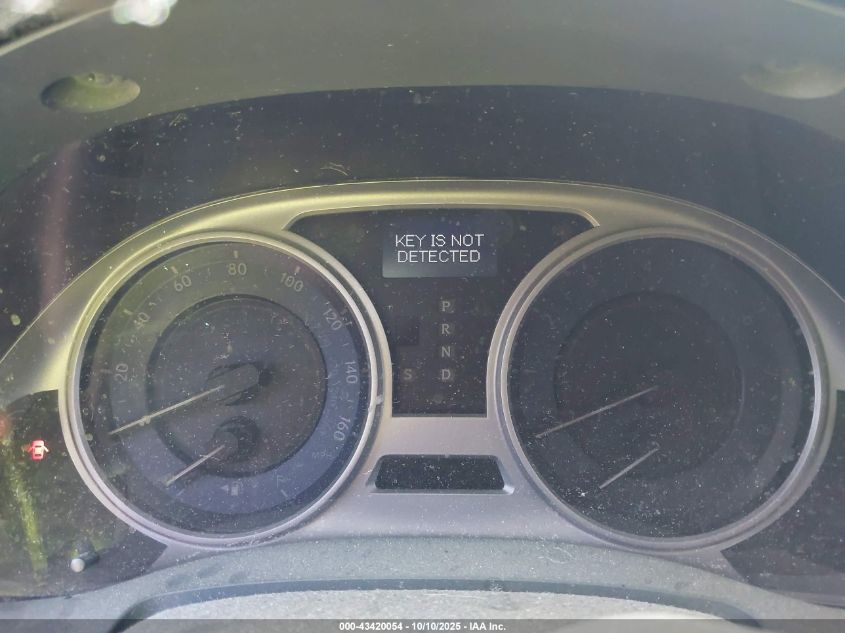 KEY IS NOT
DETECTED
20
40
60
80
100
120
140
160
MPH
F
P
R
N
D
S
000-43420054 - 10/10/2025 - IAA Inc.